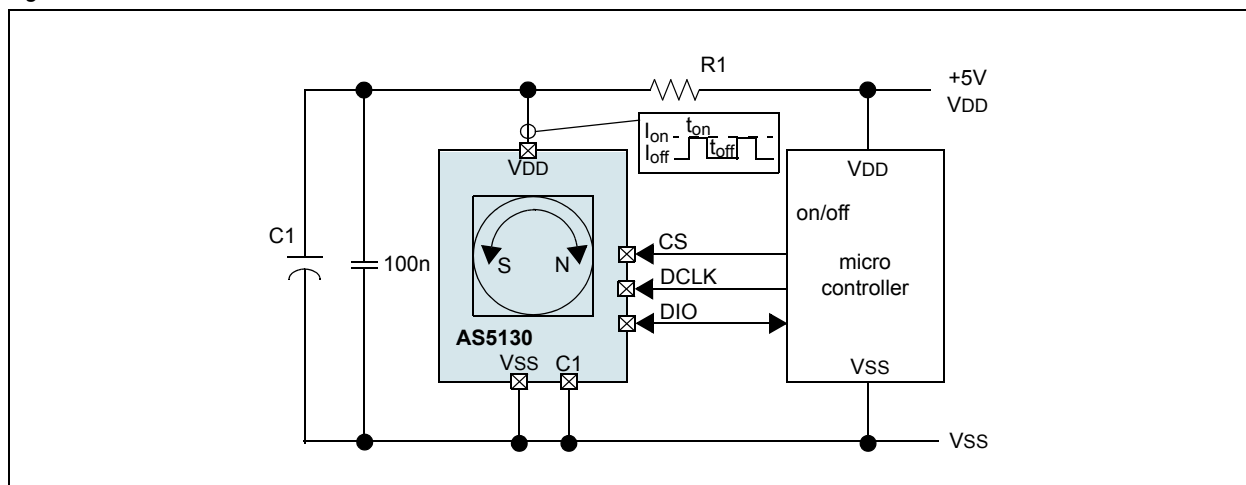 R1
+5V
VDD
Ion
ton
Ioff
toff
VDD
VDD
on/off
C1
100n
S
N
CS
DCLK
DIO
micro
controller
AS5130
VSS
C1
VSS
VSS